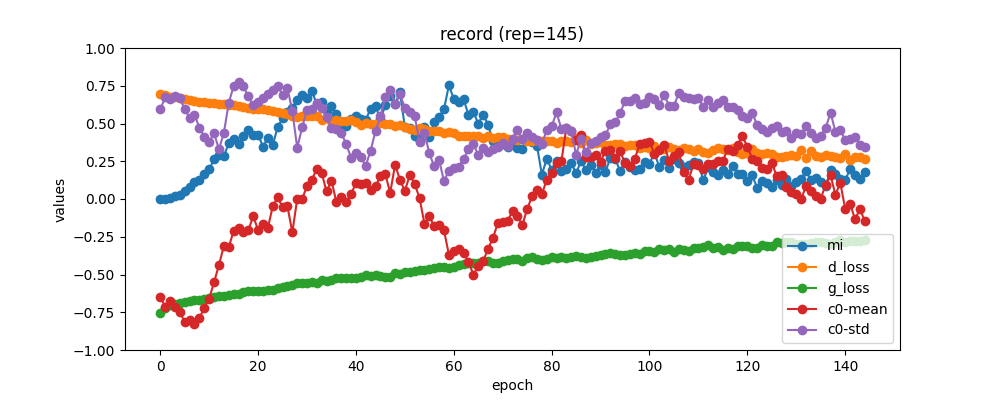 record (rep=145)
1.00
0.75
0.50
0.25
0.00
−0.25
−0.50
−0.75
−1.00
values
0
20
40
60
80
100
120
140
epoch
mi
d_loss
g_loss
c0-mean
c0-std